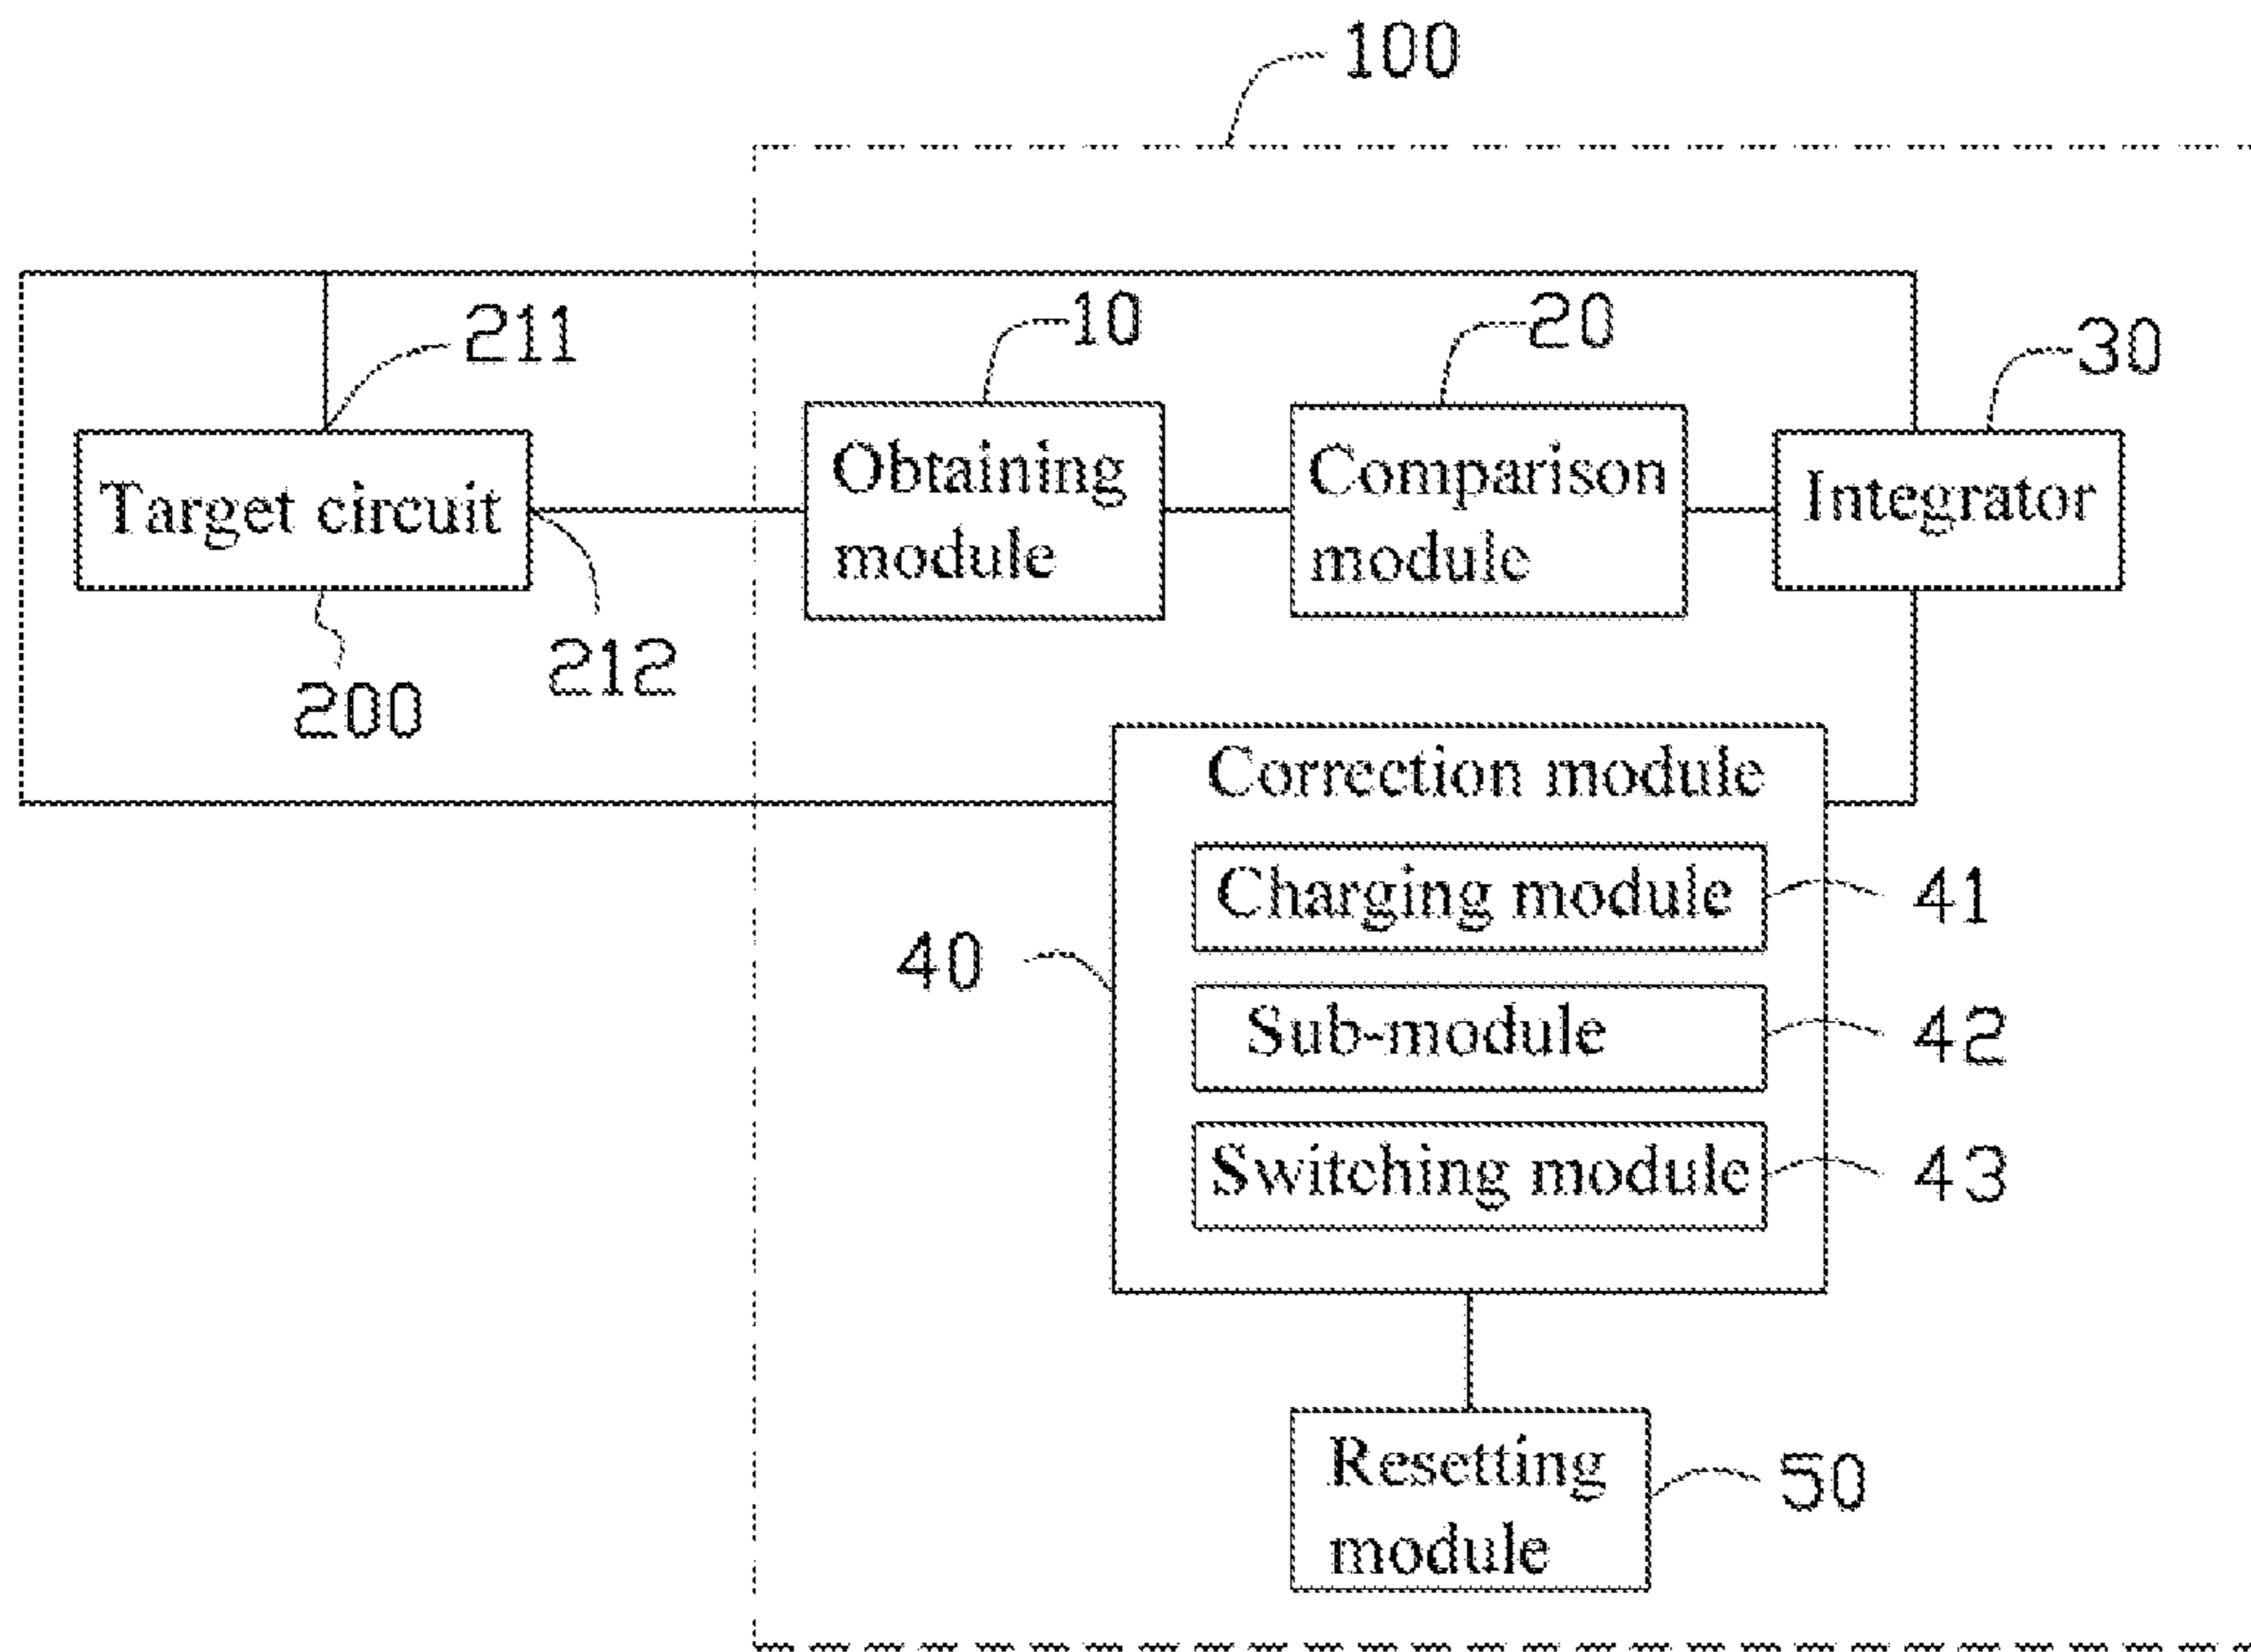 100
211
10
20
30
Target circuit
Obtaining
module
Comparison
module
Integrator
212
200
Correction module
Charging module
41
40
Sub-module
42
Switching module
43
Resetting
module
50